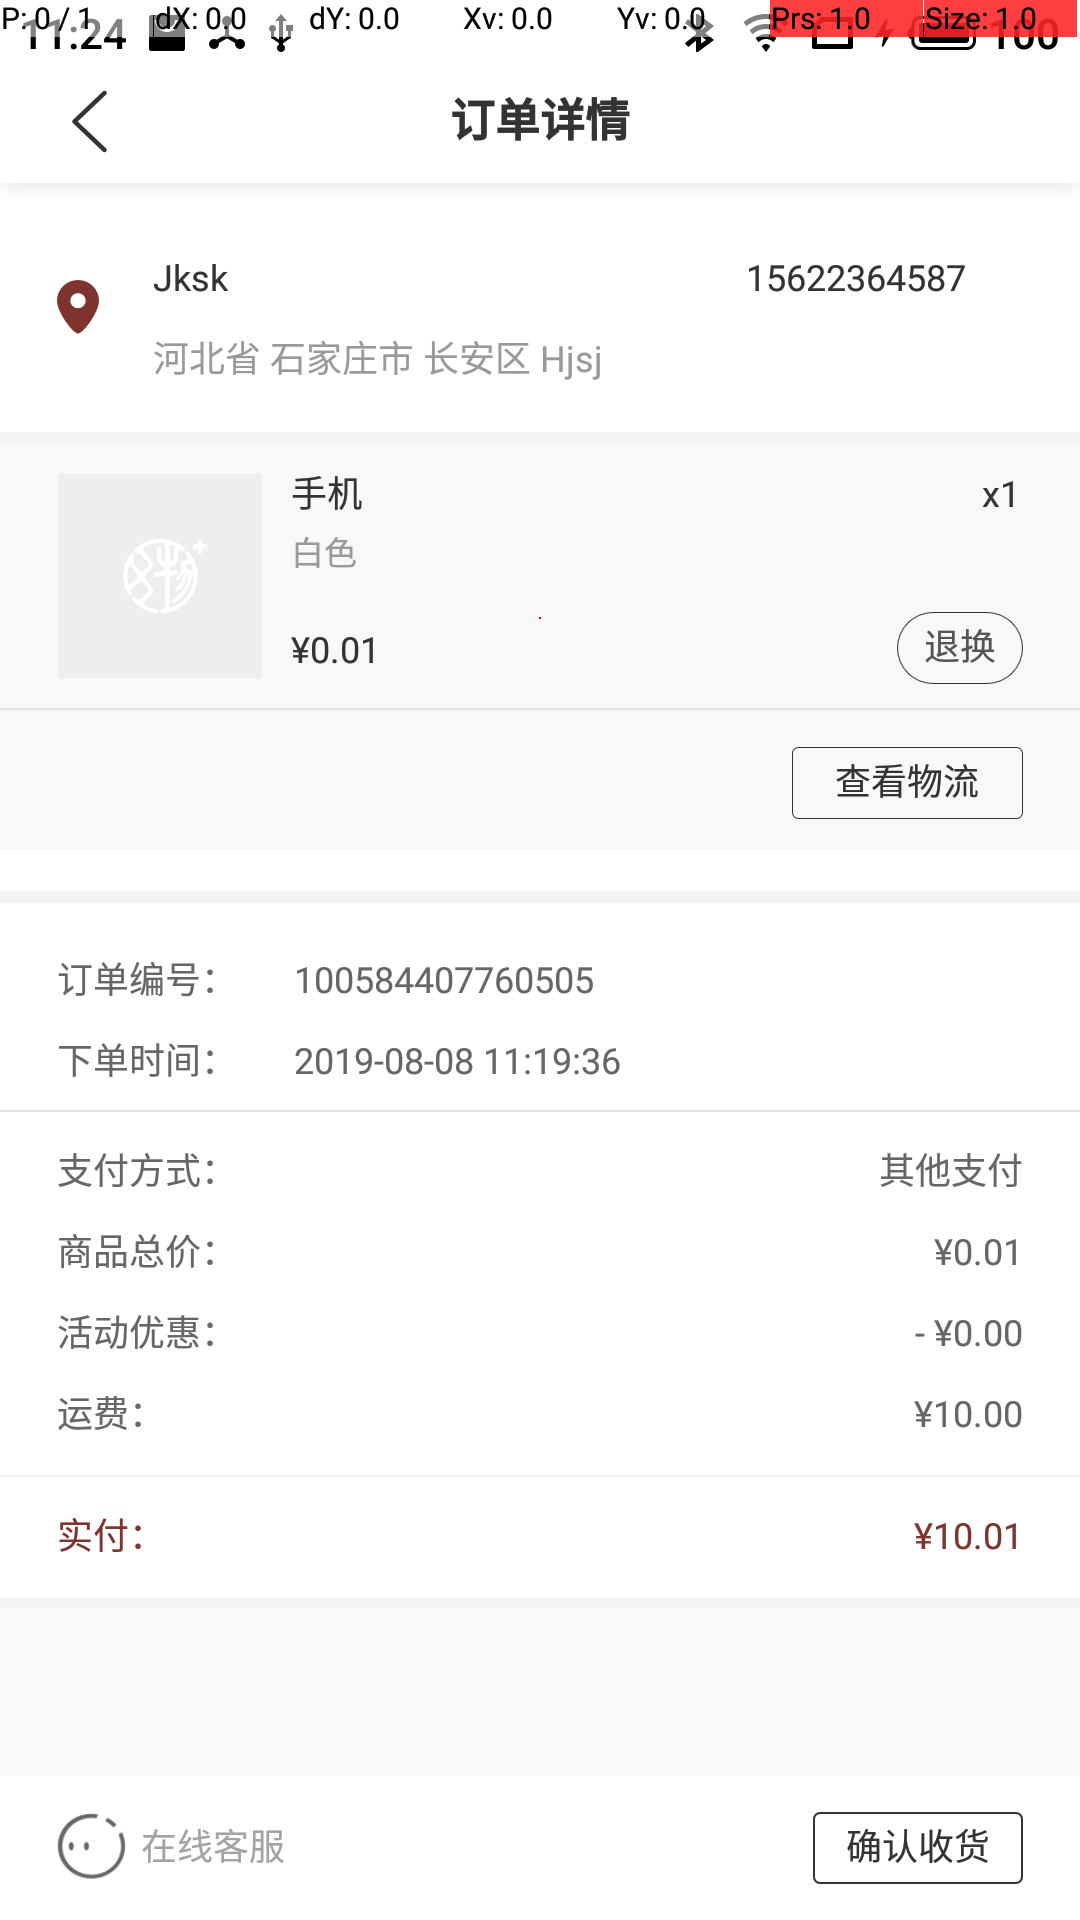 P: 0 / 1 dX: 0.0 dY: 0.0 Xv: 0.0 Yv: 0.0 Prs: 1.0 Size: 1.0
11:24 100
订单详情
Jksk 15622364587
河北省 石家庄市 长安区 Hjsj
手机 x1
白色
¥0.01 退换
查看物流
订单编号： 100584407760505
下单时间： 2019-08-08 11:19:36
支付方式： 其他支付
商品总价： ¥0.01
活动优惠： - ¥0.00
运费： ¥10.00
实付： ¥10.01
在线客服 确认收货